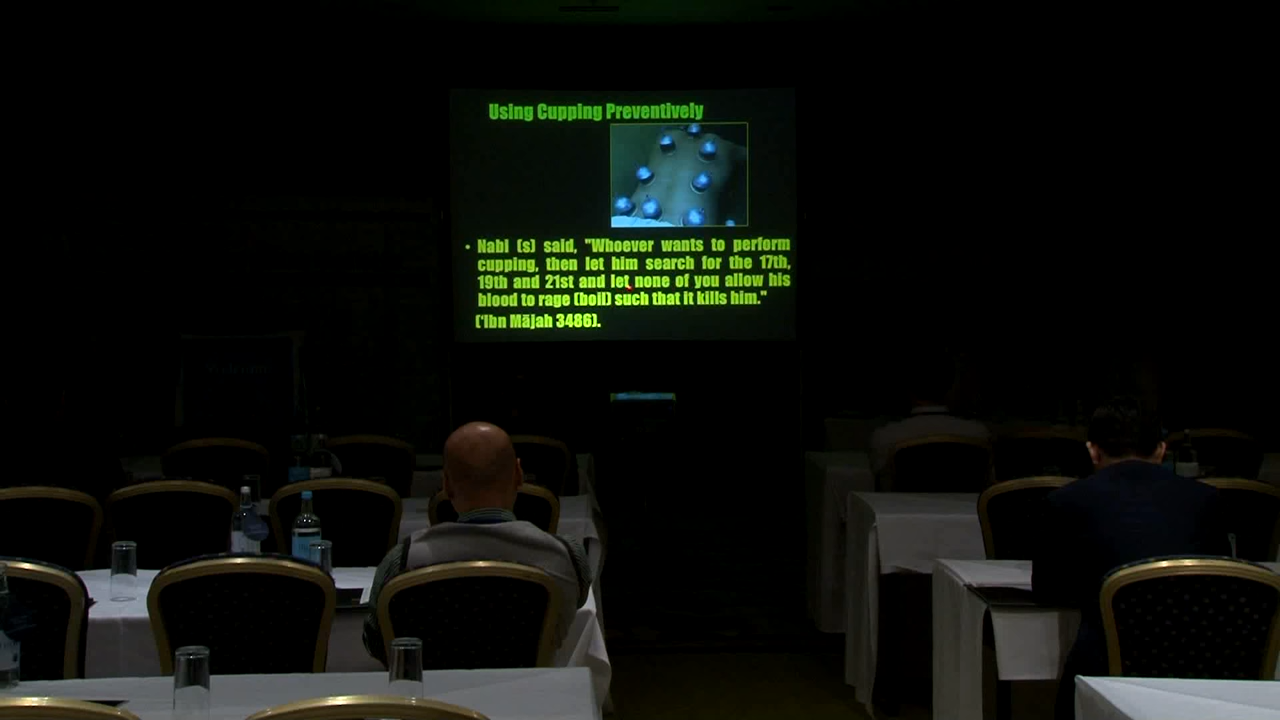 Using Cupping Preventively
• Nabi (s) said, "Whoever wants to perform
cupping, then let him search for the 17th,
19th and 21st and let none of you allow his
blood to rage (boil) such that it kills him."
('Ibn Mājah 3486).